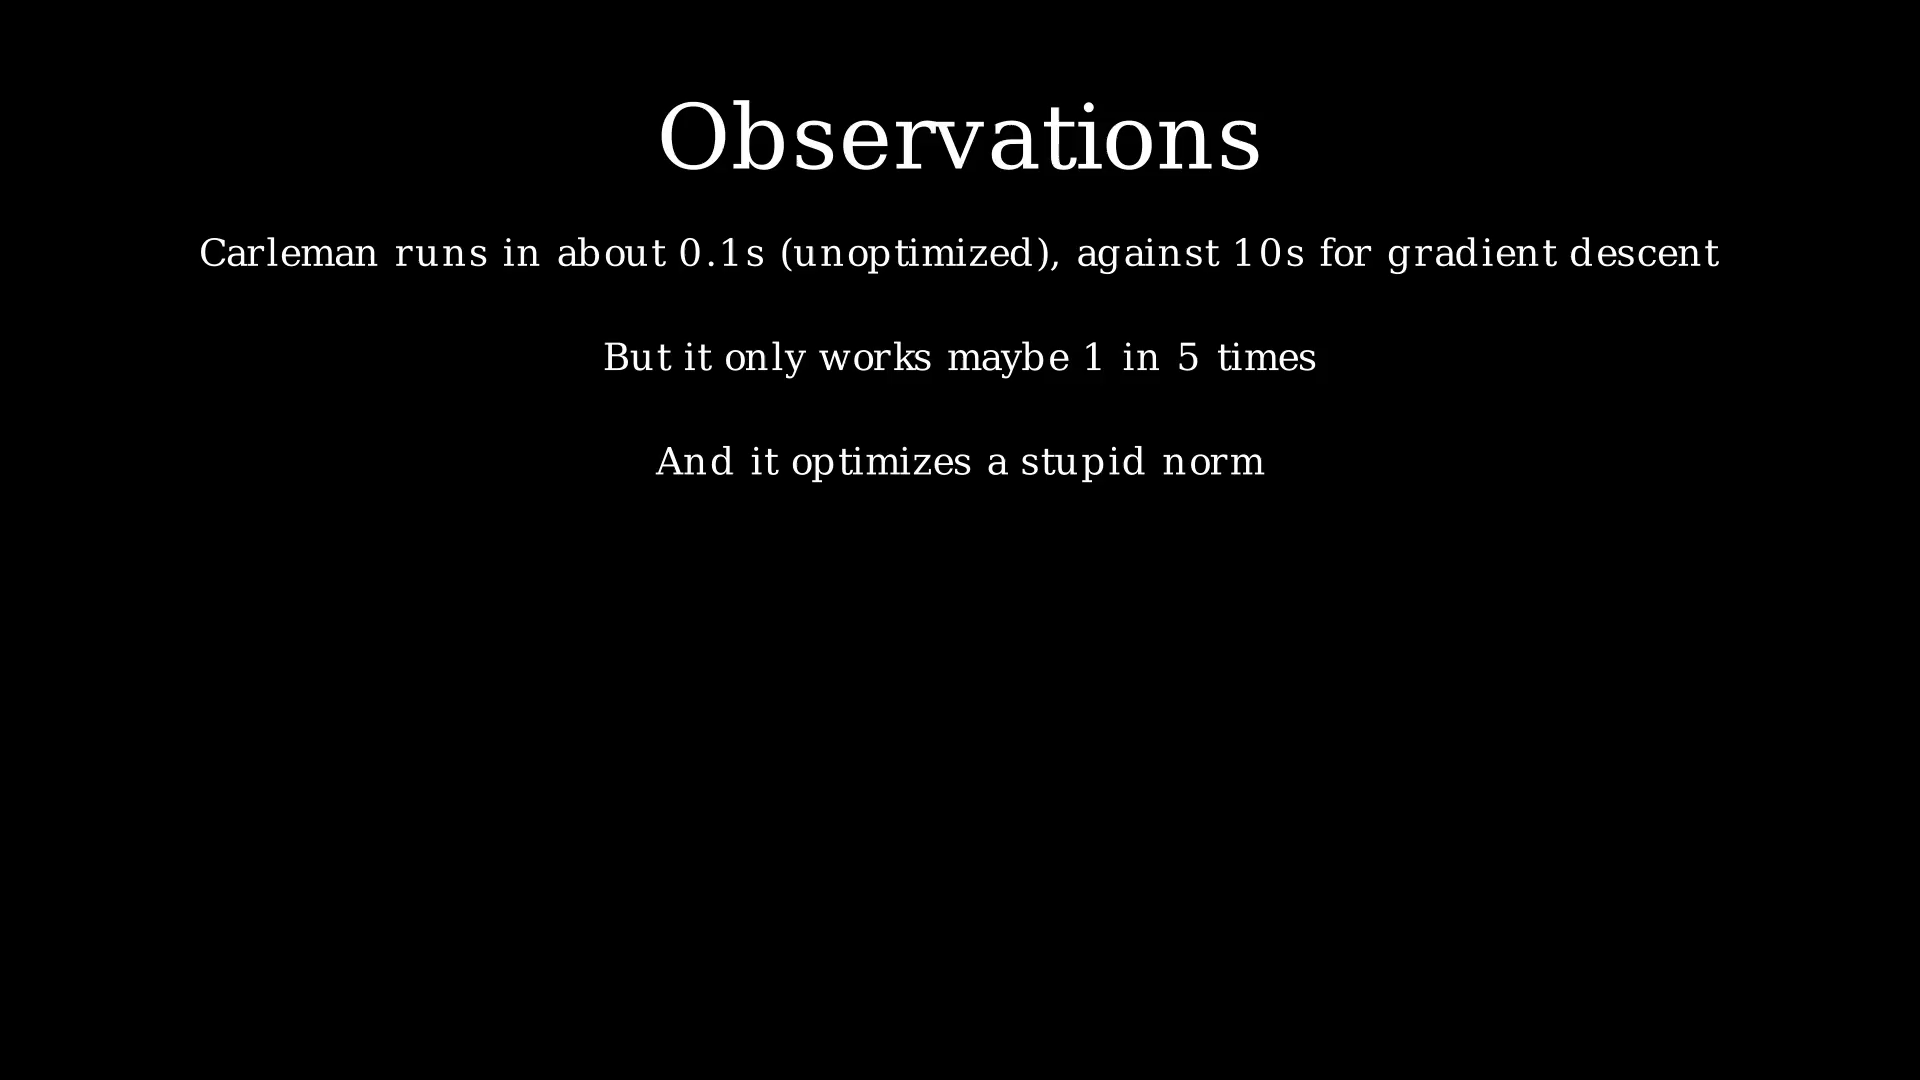 Observations
Carleman runs in about 0.1s (unoptimized), against 10s for gradient descent
But it only works maybe 1 in 5 times
And it optimizes a stupid norm